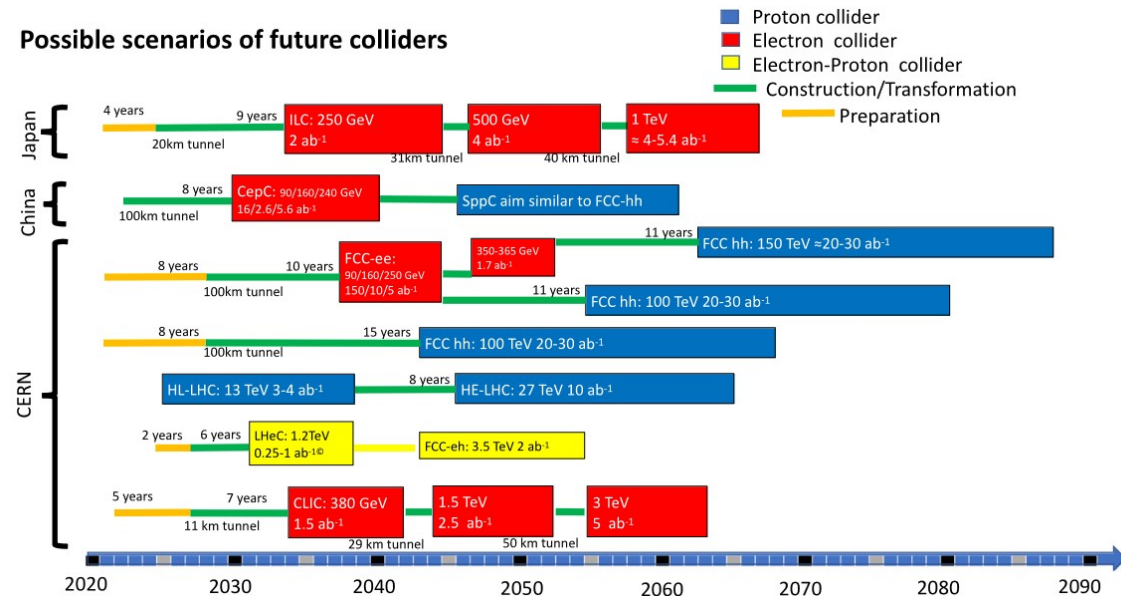 Possible scenarios of future colliders
Proton collider
Electron collider
Electron-Proton collider
Construction/Transformation
Preparation
Japan
4 years
9 years
20km tunnel
ILC: 250 GeV
2 ab-1
31km tunnel
500 GeV
4 ab-1
40 km tunnel
1 TeV
≈ 4-5.4 ab-1
China
8 years
100km tunnel
CepC: 90/160/240 GeV
16/2.6/5.6 ab-1
SppC aim similar to FCC-hh
CERN
8 years
10 years
100km tunnel
FCC-ee:
90/160/250 GeV
150/10/5 ab-1
350-365 GeV
1.7 ab-1
11 years
FCC hh: 150 TeV ≈20-30 ab-1
11 years
FCC hh: 100 TeV 20-30 ab-1
8 years
15 years
100km tunnel
FCC hh: 100 TeV 20-30 ab-1
HL-LHC: 13 TeV 3-4 ab-1
8 years
HE-LHC: 27 TeV 10 ab-1
2 years
6 years
LHeC: 1.2TeV
0.25-1 ab-1©
FCC-eh: 3.5 TeV 2 ab-1
5 years
7 years
11 km tunnel
CLIC: 380 GeV
1.5 ab-1
29 km tunnel
1.5 TeV
2.5 ab-1
50 km tunnel
3 TeV
5 ab-1
2020 2030 2040 2050 2060 2070 2080 2090